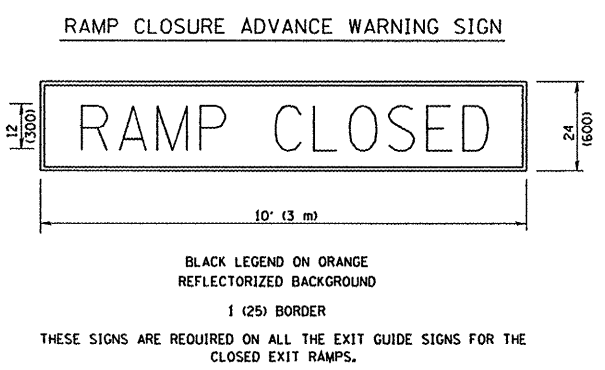 RAMP CLOSURE ADVANCE WARNING SIGN
12
(300)
RAMP CLOSED
24
(600)
10' (3 m)
BLACK LEGEND ON ORANGE
REFLECTORIZED BACKGROUND
1 (25) BORDER
THESE SIGNS ARE REQUIRED ON ALL THE EXIT GUIDE SIGNS FOR THE
CLOSED EXIT RAMPS.